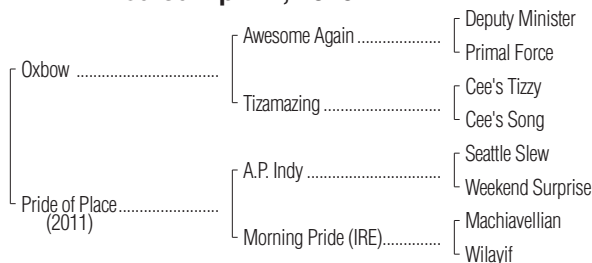 Deputy Minister
Awesome Again
Primal Force
Oxbow
Cee's Tizzy
Tizamazing
Cee's Song
Seattle Slew
A.P. Indy
Weekend Surprise
Pride of Place
(2011)
Machiavellian
Morning Pride (IRE)
Wilayif